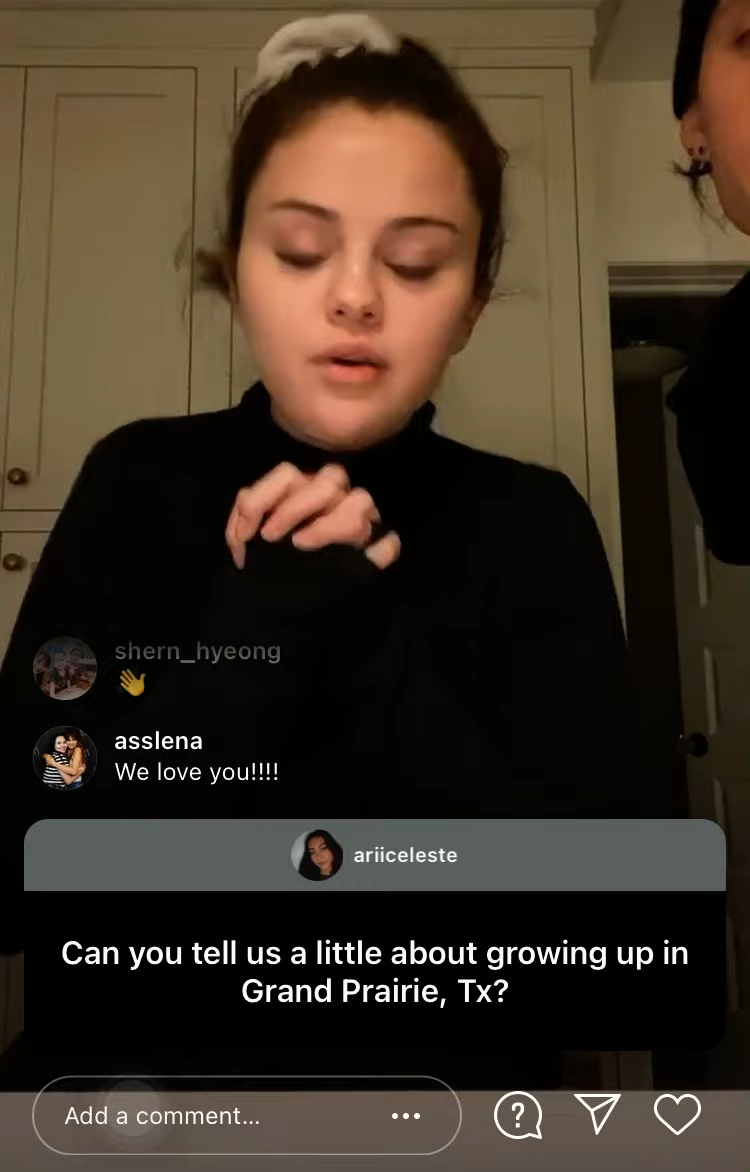 shern_hyeong
👋
asslena
We love you!!!!
ariiceleste
Can you tell us a little about growing up in
Grand Prairie, Tx?
Add a comment...